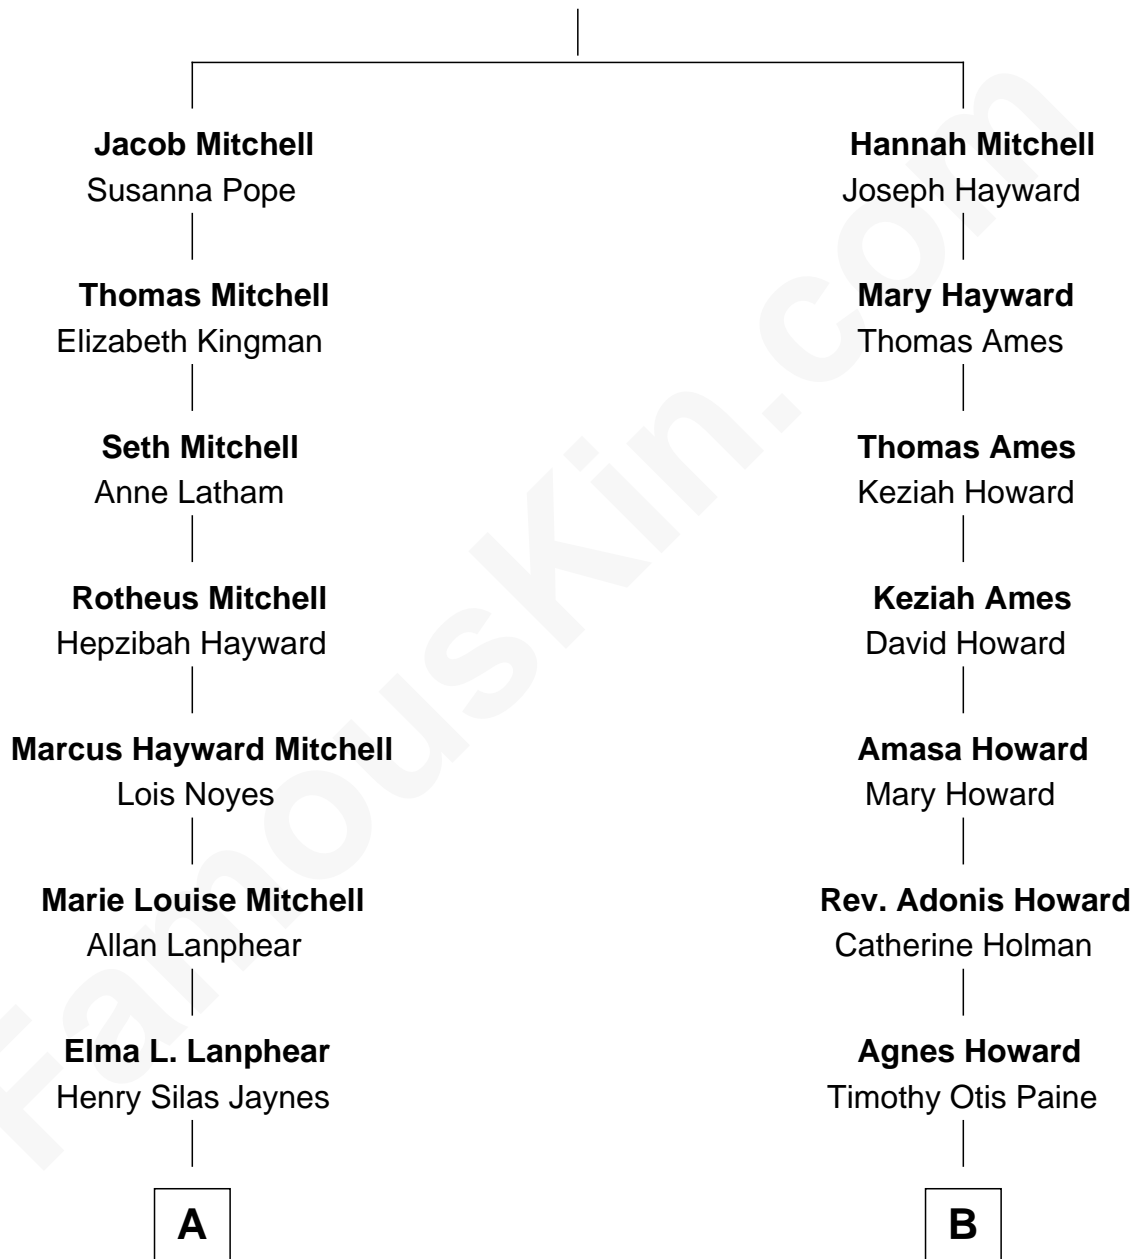 Jacob Mitchell
Susanna Pope
Thomas Mitchell
Elizabeth Kingman
Seth Mitchell
Anne Latham
Rotheus Mitchell
Hepzibah Hayward
Marcus Hayward Mitchell
Lois Noyes
Marie Louise Mitchell
Allan Lanphear
Elma L. Lanphear
Henry Silas Jaynes
A
Hannah Mitchell
Joseph Hayward
Mary Hayward
Thomas Ames
Thomas Ames
Keziah Howard
Keziah Ames
David Howard
Amasa Howard
Mary Howard
Rev. Adonis Howard
Catherine Holman
Agnes Howard
Timothy Otis Paine
B
FamousKin.com